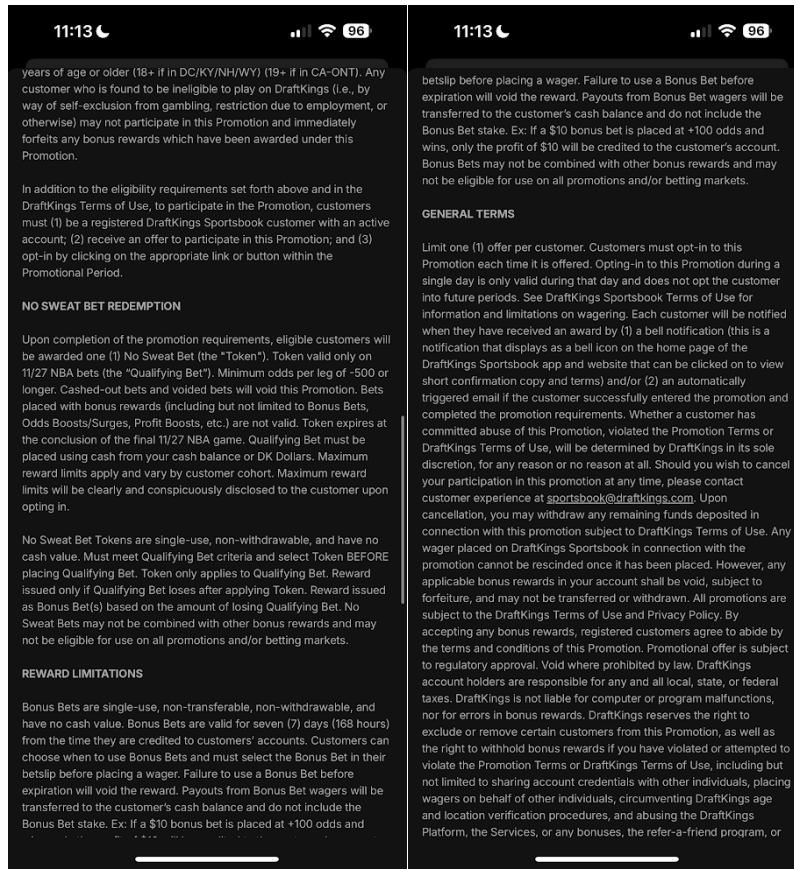 11:13
96
years of age or older (18+ if in DC/KY/NH/WY) (19+ if in CA-ONT). Any
customer who is found to be ineligible to play on DraftKings (i.e., by
way of self-exclusion from gambling, restriction due to employment, or
otherwise) may not participate in this Promotion and immediately
forfeits any bonus rewards which have been awarded under this
Promotion.
In addition to the eligibility requirements set forth above and in the
DraftKings Terms of Use, to participate in the Promotion, customers
must (1) be a registered DraftKings Sportsbook customer with an active
account; (2) receive an offer to participate in this Promotion; and (3)
opt-in by clicking on the appropriate link or button within the
Promotional Period.
NO SWEAT BET REDEMPTION
Upon completion of the promotion requirements, eligible customers will
be awarded one (1) No Sweat Bet (the "Token"). Token valid only on
11/27 NBA bets (the “Qualifying Bet”). Minimum odds per leg of -500 or
longer. Cashed-out bets and voided bets will void this Promotion. Bets
placed with bonus rewards (including but not limited to Bonus Bets,
Odds Boosts/Surges, Profit Boosts, etc.) are not valid. Token expires at
the conclusion of the final 11/27 NBA game. Qualifying Bet must be
placed using cash from your cash balance or DK Dollars. Maximum
reward limits apply and vary by customer cohort. Maximum reward
limits will be clearly and conspicuously disclosed to the customer upon
opting in.
No Sweat Bet Tokens are single-use, non-withdrawable, and have no
cash value. Must meet Qualifying Bet criteria and select Token BEFORE
placing Qualifying Bet. Token only applies to Qualifying Bet. Reward
issued only if Qualifying Bet loses after applying Token. Reward issued
as Bonus Bet(s) based on the amount of losing Qualifying Bet. No
Sweat Bets may not be combined with other bonus rewards and may
not be eligible for use on all promotions and/or betting markets.
REWARD LIMITATIONS
Bonus Bets are single-use, non-transferable, non-withdrawable, and
have no cash value. Bonus Bets are valid for seven (7) days (168 hours)
from the time they are credited to customers’ accounts. Customers can
choose when to use Bonus Bets and must select the Bonus Bet in their
betslip before placing a wager. Failure to use a Bonus Bet before
expiration will void the reward. Payouts from Bonus Bet wagers will be
transferred to the customer’s cash balance and do not include the
Bonus Bet stake. Ex: If a $10 bonus bet is placed at +100 odds and
11:13
96
betslip before placing a wager. Failure to use a Bonus Bet before
expiration will void the reward. Payouts from Bonus Bet wagers will be
transferred to the customer’s cash balance and do not include the
Bonus Bet stake. Ex: If a $10 bonus bet is placed at +100 odds and
wins, only the profit of $10 will be credited to the customer’s account.
Bonus Bets may not be combined with other bonus rewards and may
not be eligible for use on all promotions and/or betting markets.
GENERAL TERMS
Limit one (1) offer per customer. Customers must opt-in to this
Promotion each time it is offered. Opting-in to this Promotion during a
single day is only valid during that day and does not opt the customer
into future periods. See DraftKings Sportsbook Terms of Use for
information and limitations on wagering. Each customer will be notified
when they have received an award by (1) a bell notification (this is a
notification that displays as a bell icon on the home page of the
DraftKings Sportsbook app and website that can be clicked on to view
short confirmation copy and terms) and/or (2) an automatically
triggered email if the customer successfully entered the promotion and
completed the promotion requirements. Whether a customer has
committed abuse of this Promotion, violated the Promotion Terms or
DraftKings Terms of Use, will be determined by DraftKings in its sole
discretion, for any reason or no reason at all. Should you wish to cancel
your participation in this promotion at any time, please contact
customer experience at sportsbook@draftkings.com. Upon
cancellation, you may withdraw any remaining funds deposited in
connection with this promotion subject to DraftKings Terms of Use. Any
wager placed on DraftKings Sportsbook in connection with the
promotion cannot be rescinded once it has been placed. However, any
applicable bonus rewards in your account shall be void, subject to
forfeiture, and may not be transferred or withdrawn. All promotions are
subject to the DraftKings Terms of Use and Privacy Policy. By
accepting any bonus rewards, registered customers agree to abide by
the terms and conditions of this Promotion. Promotional offer is subject
to regulatory approval. Void where prohibited by law. DraftKings
account holders are responsible for any and all local, state, or federal
taxes. DraftKings is not liable for computer or program malfunctions,
nor for errors in bonus rewards. DraftKings reserves the right to
exclude or remove certain customers from this Promotion, as well as
the right to withhold bonus rewards if you have violated or attempted to
violate the Promotion Terms or DraftKings Terms of Use, including but
not limited to sharing account credentials with other individuals, placing
wagers on behalf of other individuals, circumventing DraftKings age
and location verification procedures, and abusing the DraftKings
Platform, the Services, or any bonuses, the refer-a-friend program, or